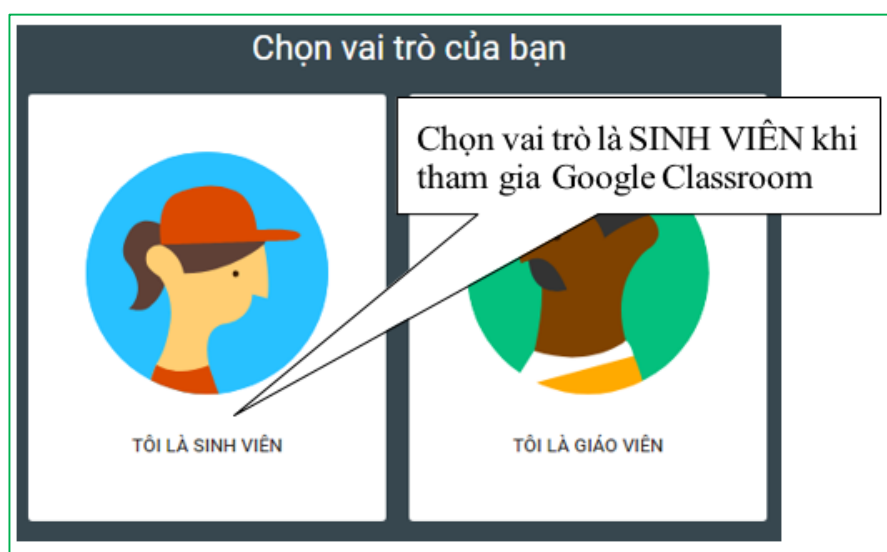 Chọn vai trò của bạn
Chọn vai trò là SINH VIÊN khi
tham gia Google Classroom
TÔI LÀ SINH VIÊN
TÔI LÀ GIÁO VIÊN